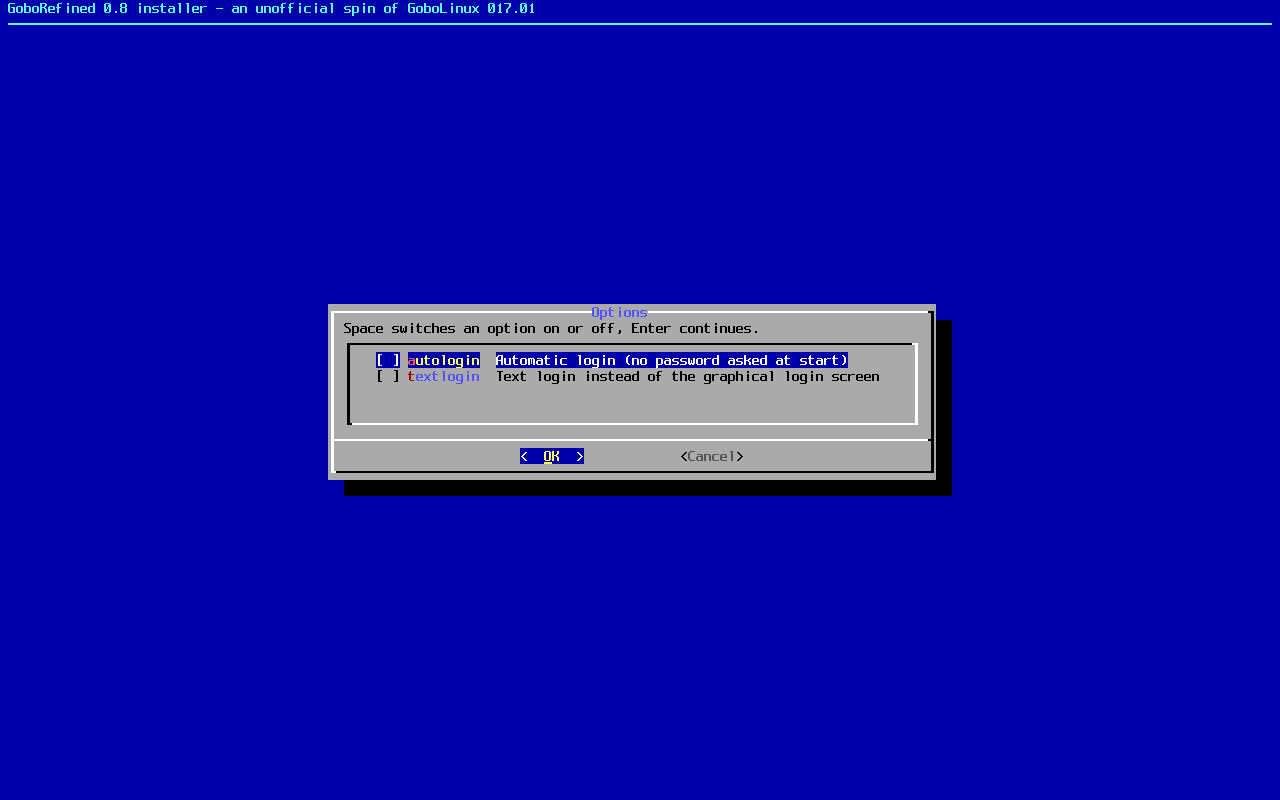 GoboRefined 0.8 installer - an unofficial spin of GoboLinux 017.01
Options
Space switches an option on or off, Enter continues.
[ ] autologin  Automatic login (no password asked at start)
[ ] textlogin  Text login instead of the graphical login screen
<  OK  > <Cancel>